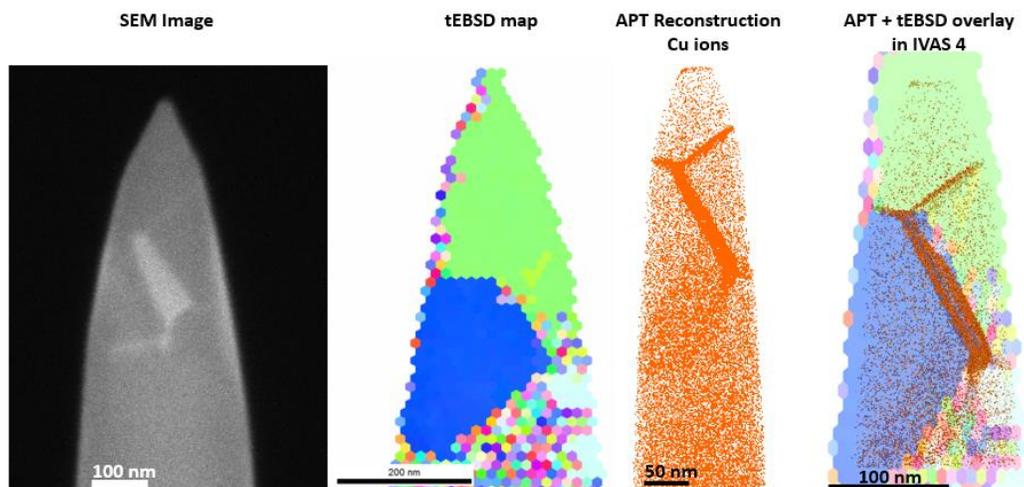 SEM Image
tEBSD map
APT Reconstruction
Cu ions
APT + tEBSD overlay
in IVAS 4
100 nm
200 nm
50 nm
100 nm